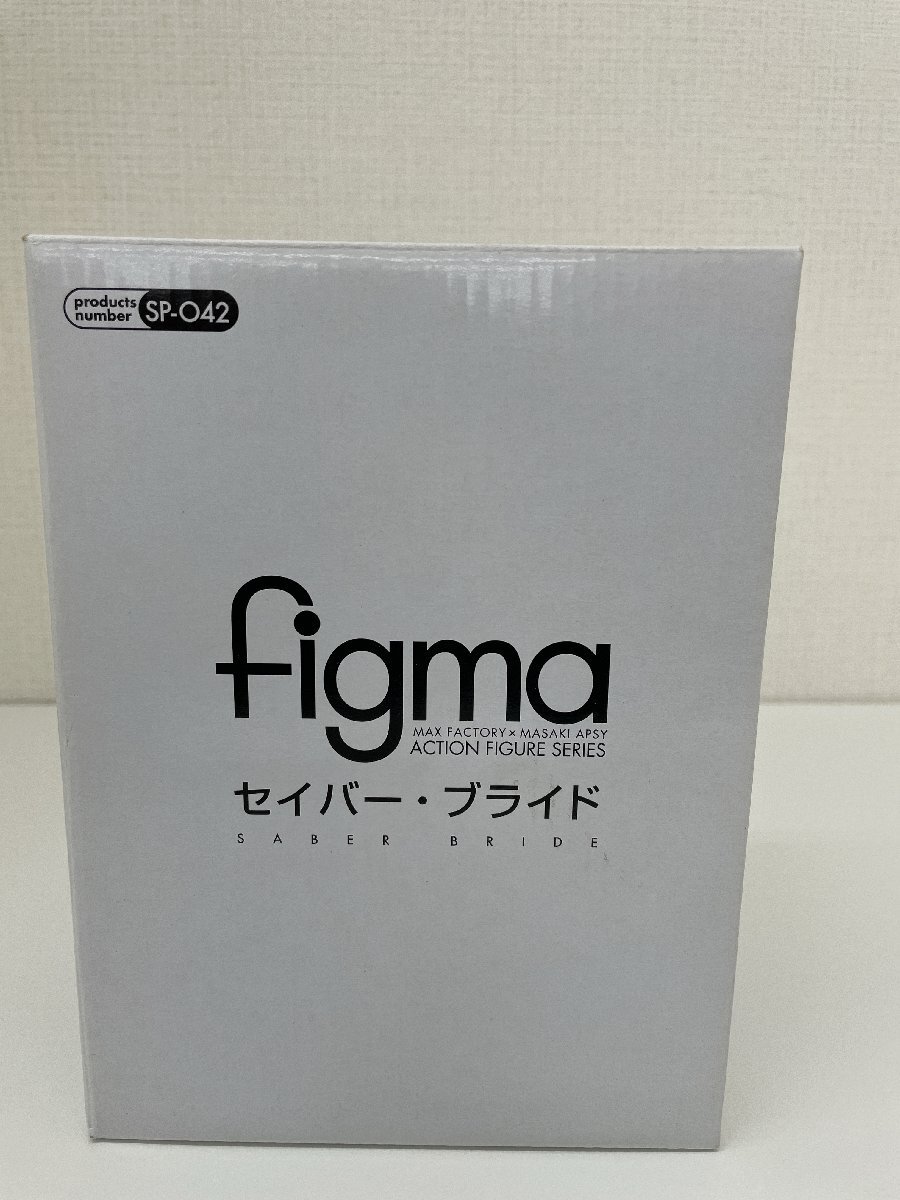 products
number SP-042
figma
MAX FACTORY × MASAKI APSY
ACTION FIGURE SERIES
セイバー・ブライド
SABER BRIDE